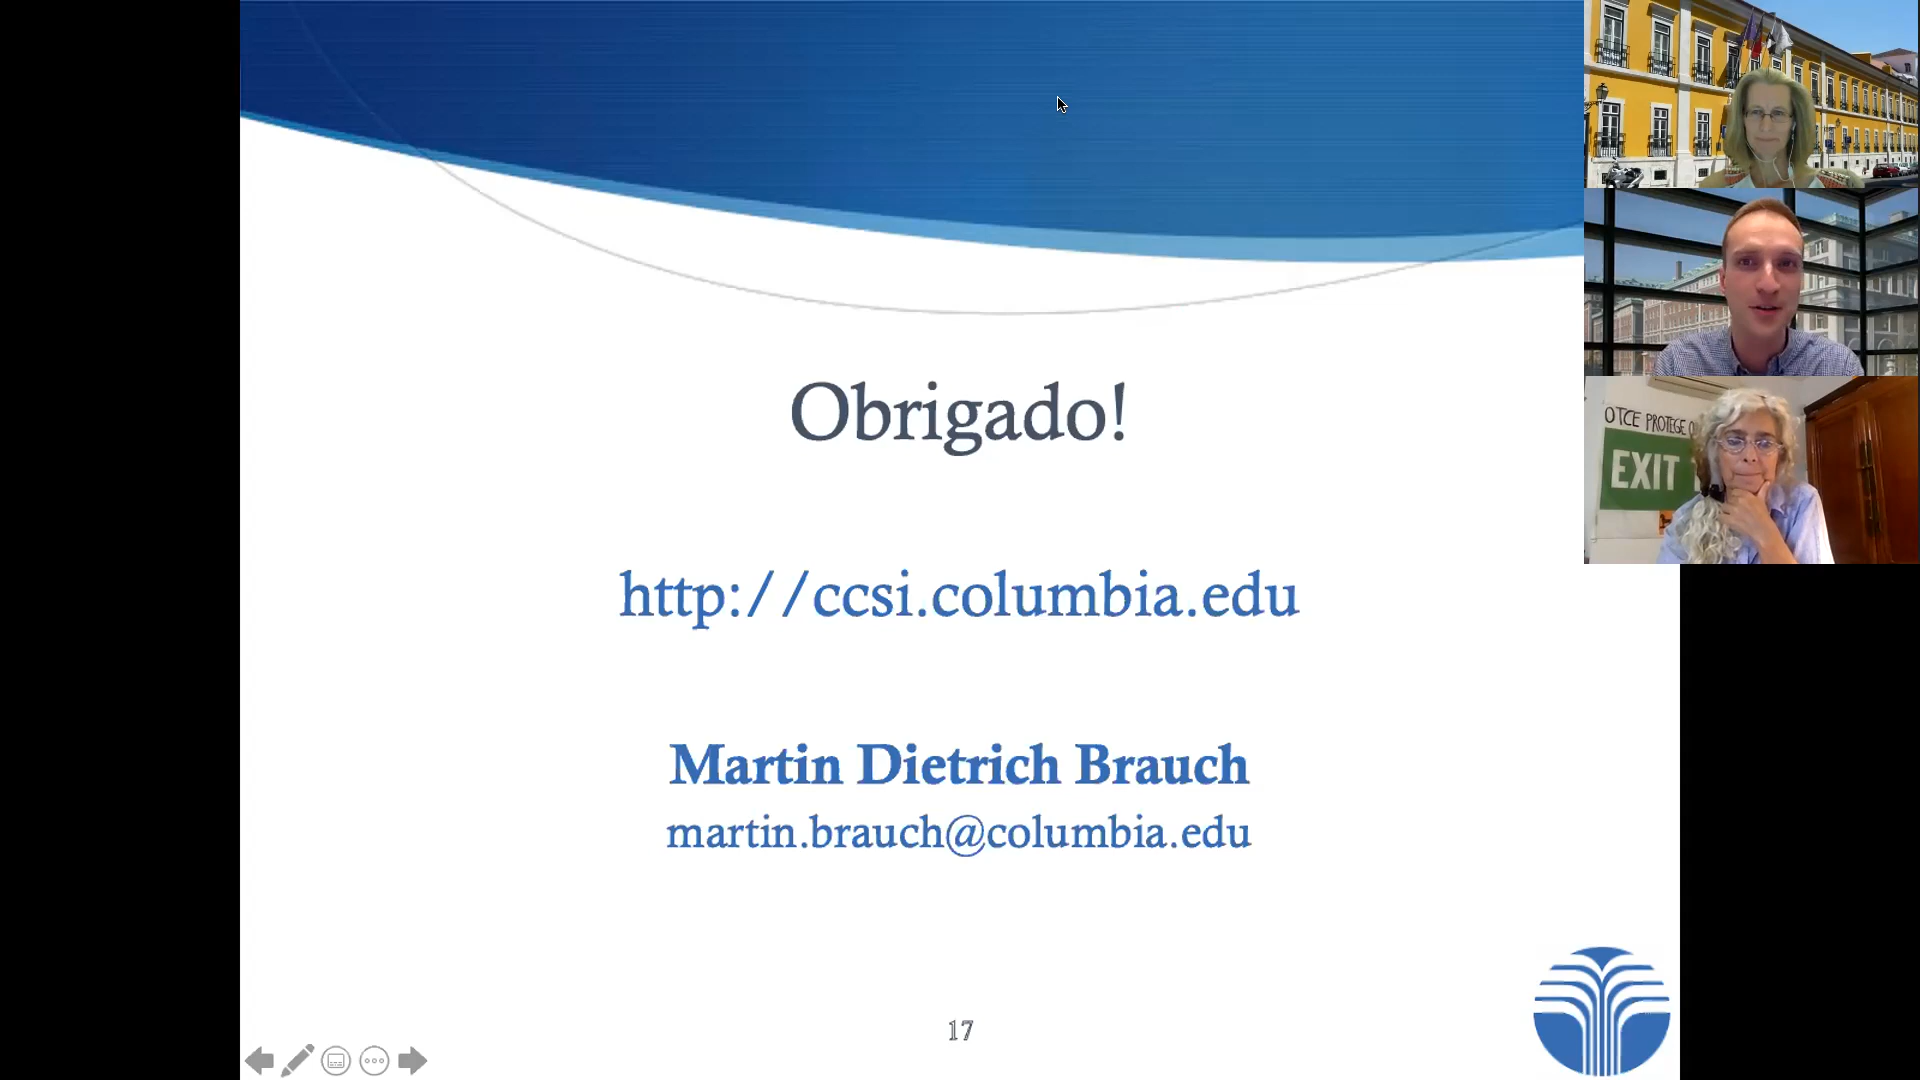 Obrigado!
http://ccsi.columbia.edu
Martin Dietrich Brauch
martin.brauch@columbia.edu
17
OTCE PROTEGE
EXIT